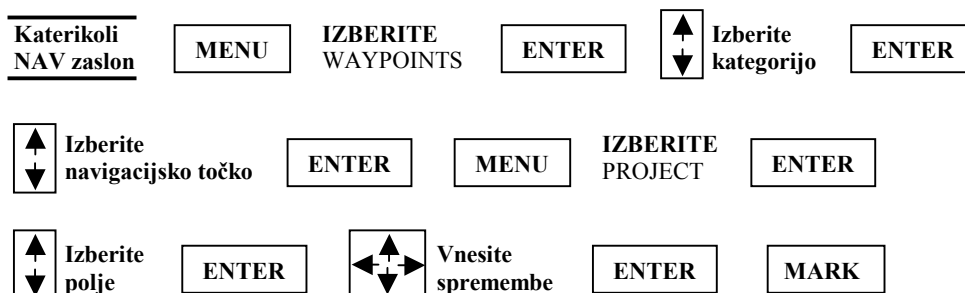 Katerikoli
NAV zaslon
MENU
IZBERITE
WAYPOINTS
ENTER
Izberite
kategorijo
ENTER
Izberite
navigacijsko točko
ENTER
MENU
IZBERITE
PROJECT
ENTER
Izberite
polje
ENTER
Vnesite
spremembe
ENTER
MARK